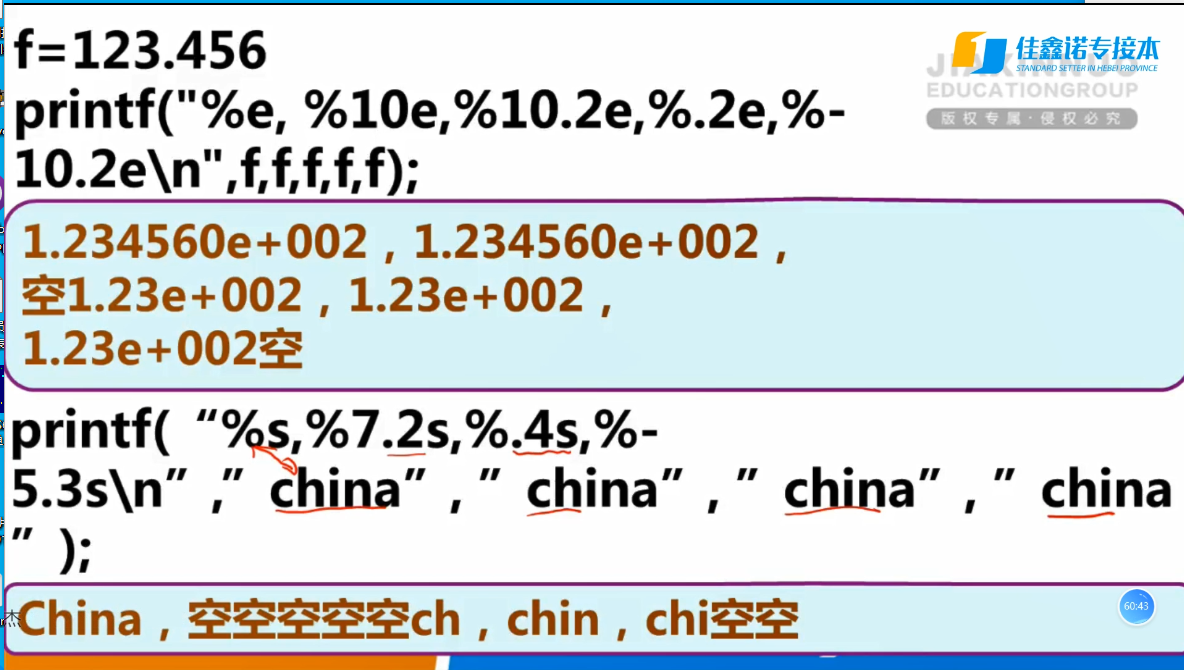 f=123.456
佳鑫诺专接本
STANDARD SETTER IN HEBEI PROVINCE
EDUCATIONGROUP
版权专属·侵权必究
printf("%e, %10e,%10.2e,%.2e,%-
10.2e\n",f,f,f,f,f);
1.234560e+002，1.234560e+002，
空1.23e+002，1.23e+002，
1.23e+002空
printf( “%s,%7.2s,%.4s,%-
5.3s\n” ,” china” , ” china” , ” china” , ” china
” );
China，空空空空空ch，chin，chi空空
60:43